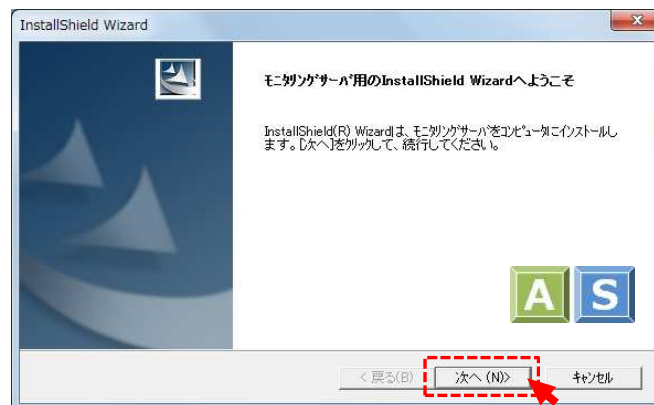 InstallShield Wizard
ﾓﾆﾀﾘﾝｸﾞｻｰﾊﾞ用のInstallShield Wizardへようこそ
InstallShield(R) Wizardは、ﾓﾆﾀﾘﾝｸﾞｻｰﾊﾞをｺﾝﾋﾟｭｰﾀにｲﾝｽﾄｰﾙし
ます。[次へ]をｸﾘｯｸして、続行してください。
A S
< 戻る(B) 次へ (N)> ｷｬﾝｾﾙ